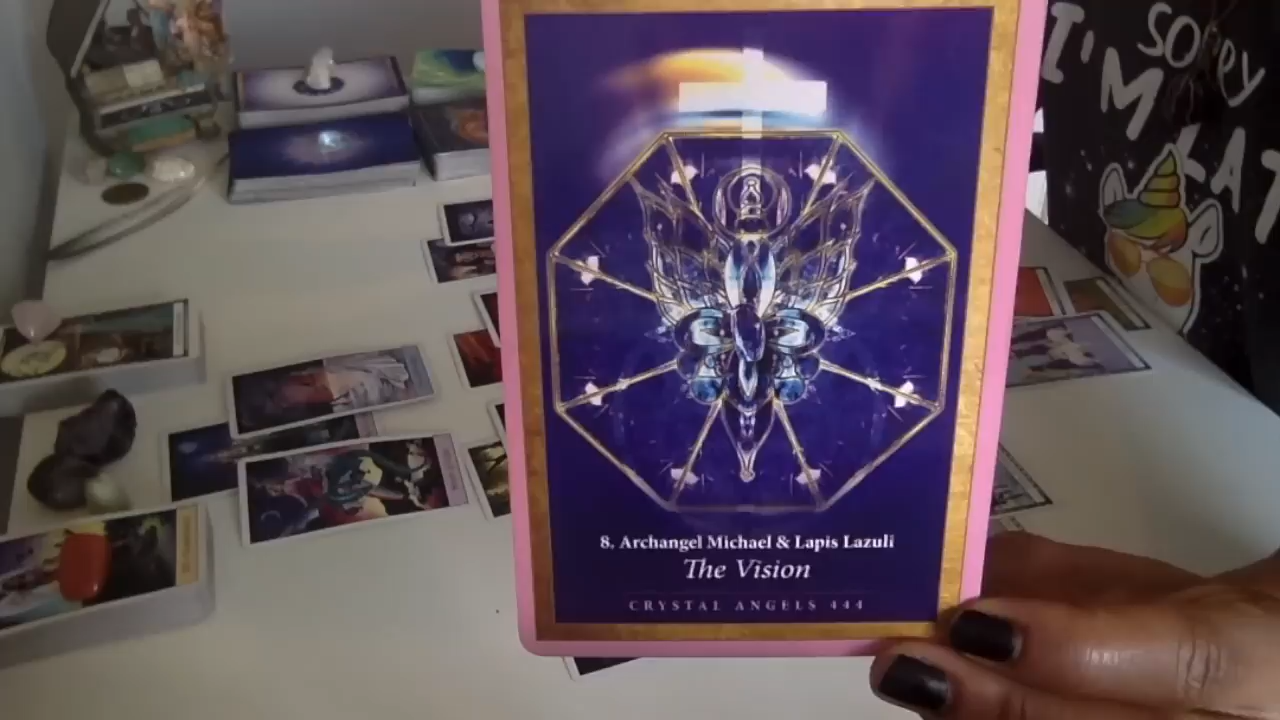 8. Archangel Michael & Lapis Lazuli
The Vision
CRYSTAL ANGELS 444
I'M SORRY
LAT